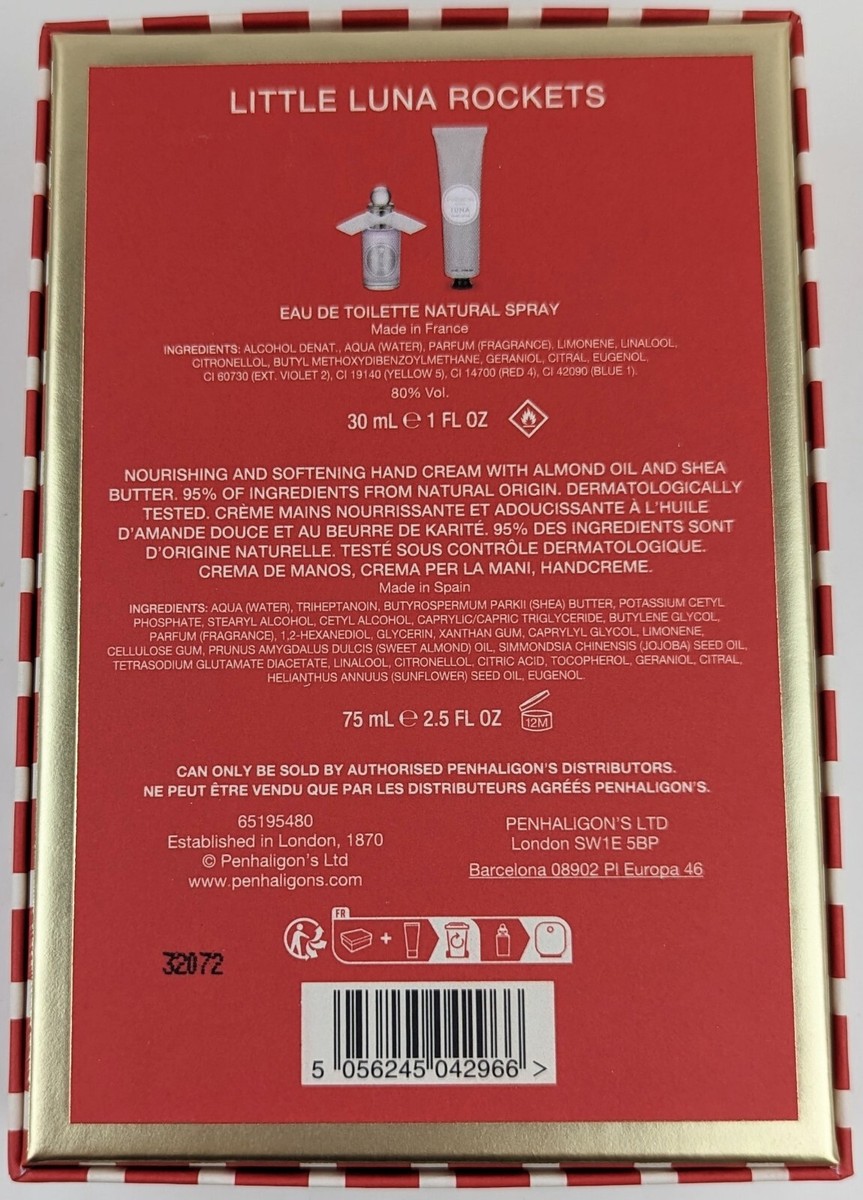 LITTLE LUNA ROCKETS
LUNA
EAU DE TOILETTE NATURAL SPRAY
Made in France
INGREDIENTS: ALCOHOL DENAT., AQUA (WATER), PARFUM (FRAGRANCE), LIMONENE, LINALOOL,
CITRONELLOL, BUTYL METHOXYDIBENZOYLMETHANE, GERANIOL, CITRAL, EUGENOL,
CI 60730 (EXT. VIOLET 2), CI 19140 (YELLOW 5), CI 14700 (RED 4), CI 42090 (BLUE 1).
80% Vol.
30 mL ℮ 1 FL OZ
NOURISHING AND SOFTENING HAND CREAM WITH ALMOND OIL AND SHEA
BUTTER. 95% OF INGREDIENTS FROM NATURAL ORIGIN. DERMATOLOGICALLY
TESTED. CRÈME MAINS NOURRISSANTE ET ADOUCISSANTE À L'HUILE
D'AMANDE DOUCE ET AU BEURRE DE KARITÉ. 95% DES INGREDIENTS SONT
D'ORIGINE NATURELLE. TESTÉ SOUS CONTRÔLE DERMATOLOGIQUE.
CREMA DE MANOS, CREMA PER LA MANI, HANDCREME.
Made in Spain
INGREDIENTS: AQUA (WATER), TRIHEPTANOIN, BUTYROSPERMUM PARKII (SHEA) BUTTER, POTASSIUM CETYL
PHOSPHATE, STEARYL ALCOHOL, CETYL ALCOHOL, CAPRYLIC/CAPRIC TRIGLYCERIDE, BUTYLENE GLYCOL,
PARFUM (FRAGRANCE), 1,2-HEXANEDIOL, GLYCERIN, XANTHAN GUM, CAPRYLYL GLYCOL, LIMONENE,
CELLULOSE GUM, PRUNUS AMYGDALUS DULCIS (SWEET ALMOND) OIL, SIMMONDSIA CHINENSIS (JOJOBA) SEED OIL,
TETRASODIUM GLUTAMATE DIACETATE, LINALOOL, CITRONELLOL, CITRIC ACID, TOCOPHEROL, GERANIOL, CITRAL,
HELIANTHUS ANNUUS (SUNFLOWER) SEED OIL, EUGENOL.
75 mL ℮ 2.5 FL OZ
12M
CAN ONLY BE SOLD BY AUTHORISED PENHALIGON'S DISTRIBUTORS.
NE PEUT ÊTRE VENDU QUE PAR LES DISTRIBUTEURS AGRÉÉS PENHALIGON'S.
65195480
Established in London, 1870
© Penhaligon's Ltd
www.penhaligons.com
PENHALIGON'S LTD
London SW1E 5BP
Barcelona 08902 Pl Europa 46
FR
32072
5 056245 042966 >